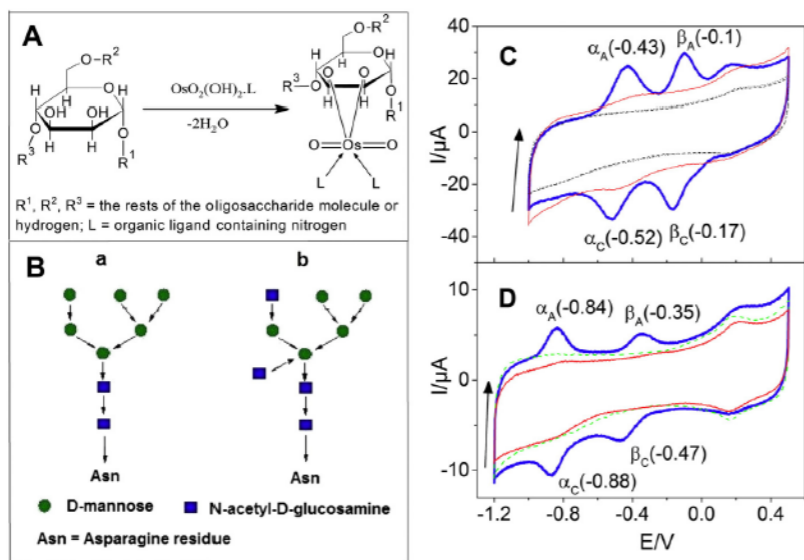 A
O-R²
H
H
OH
OH
H
O
O
R³
H
H
R¹
OsO₂(OH)₂.L
-2H₂O
O-R²
H
H
O
H
H
O
O
R³
O
H
R¹
O=Os=O
L
L
R¹, R², R³ = the rests of the oligosaccharide molecule or
hydrogen; L = organic ligand containing nitrogen
B
a
b
Asn
Asn
D-mannose
N-acetyl-D-glucosamine
Asn = Asparagine residue
C
αA(-0.43)
βA(-0.1)
40
20
0
-20
-40
I/µA
αC(-0.52)
βC(-0.17)
D
αA(-0.84)
βA(-0.35)
10
0
-10
I/µA
αC(-0.88)
βC(-0.47)
-1.2
-0.8
-0.4
0.0
0.4
E/V